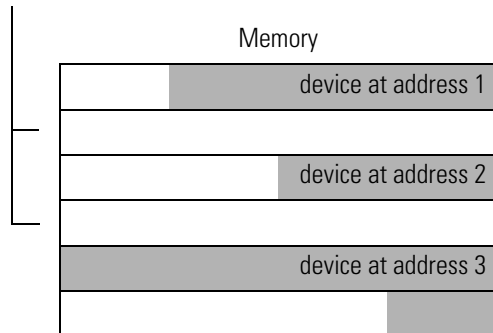 Memory
device at address 1
device at address 2
device at address 3